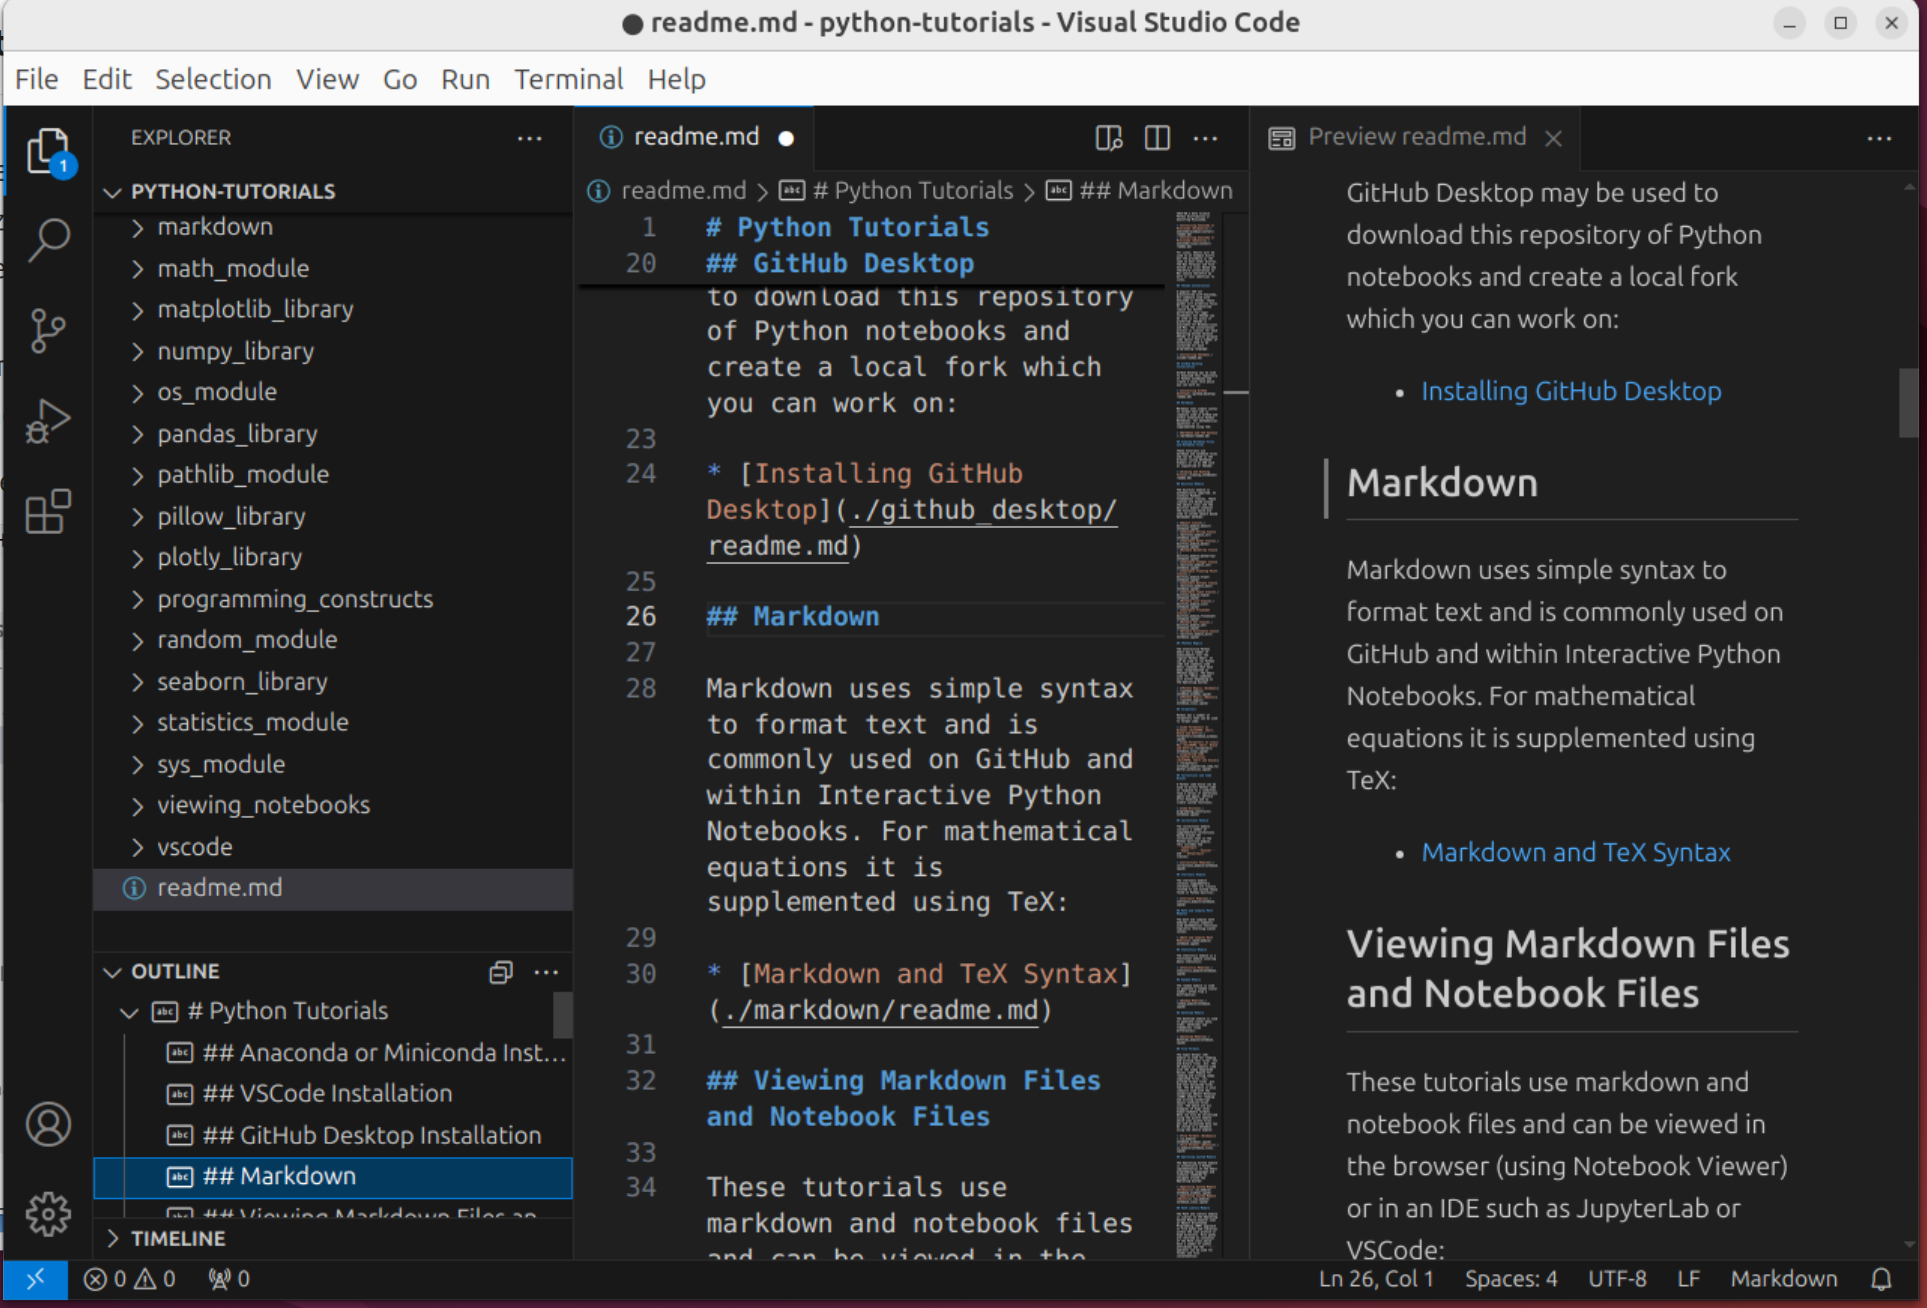 ● readme.md - python-tutorials - Visual Studio Code
File Edit Selection View Go Run Terminal Help
EXPLORER
PYTHON-TUTORIALS
markdown
math_module
matplotlib_library
numpy_library
os_module
pandas_library
pathlib_module
pillow_library
plotly_library
programming_constructs
random_module
seaborn_library
statistics_module
sys_module
viewing_notebooks
vscode
readme.md
OUTLINE
# Python Tutorials
## Anaconda or Miniconda Inst...
## VSCode Installation
## GitHub Desktop Installation
## Markdown
## Viewing Markdown Files an
TIMELINE
1
readme.md
readme.md > # Python Tutorials > ## Markdown
1 # Python Tutorials
20 ## GitHub Desktop
to download this repository
of Python notebooks and
create a local fork which
you can work on:
23
24 * [Installing GitHub
Desktop](./github_desktop/
readme.md)
25
26 ## Markdown
27
28 Markdown uses simple syntax
to format text and is
commonly used on GitHub and
within Interactive Python
Notebooks. For mathematical
equations it is
supplemented using TeX:
29
30 * [Markdown and TeX Syntax]
(./markdown/readme.md)
31
32 ## Viewing Markdown Files
and Notebook Files
33
34 These tutorials use
markdown and notebook files
and can be viewed in the
Preview readme.md
GitHub Desktop may be used to
download this repository of Python
notebooks and create a local fork
which you can work on:
• Installing GitHub Desktop
Markdown
Markdown uses simple syntax to
format text and is commonly used on
GitHub and within Interactive Python
Notebooks. For mathematical
equations it is supplemented using
TeX:
• Markdown and TeX Syntax
Viewing Markdown Files
and Notebook Files
These tutorials use markdown and
notebook files and can be viewed in
the browser (using Notebook Viewer)
or in an IDE such as JupyterLab or
VSCode:
0 0 0
Ln 26, Col 1 Spaces: 4 UTF-8 LF Markdown